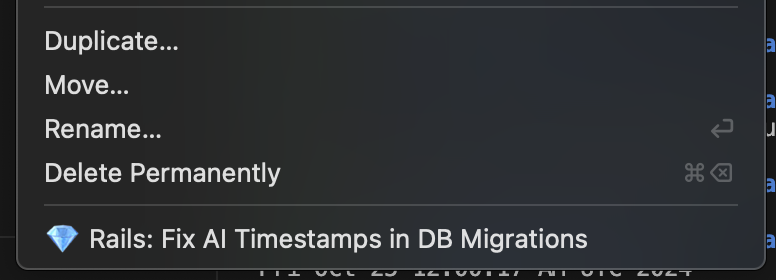 Duplicate...
Move...
Rename...
Delete Permanently ⌘⌫
💎 Rails: Fix AI Timestamps in DB Migrations